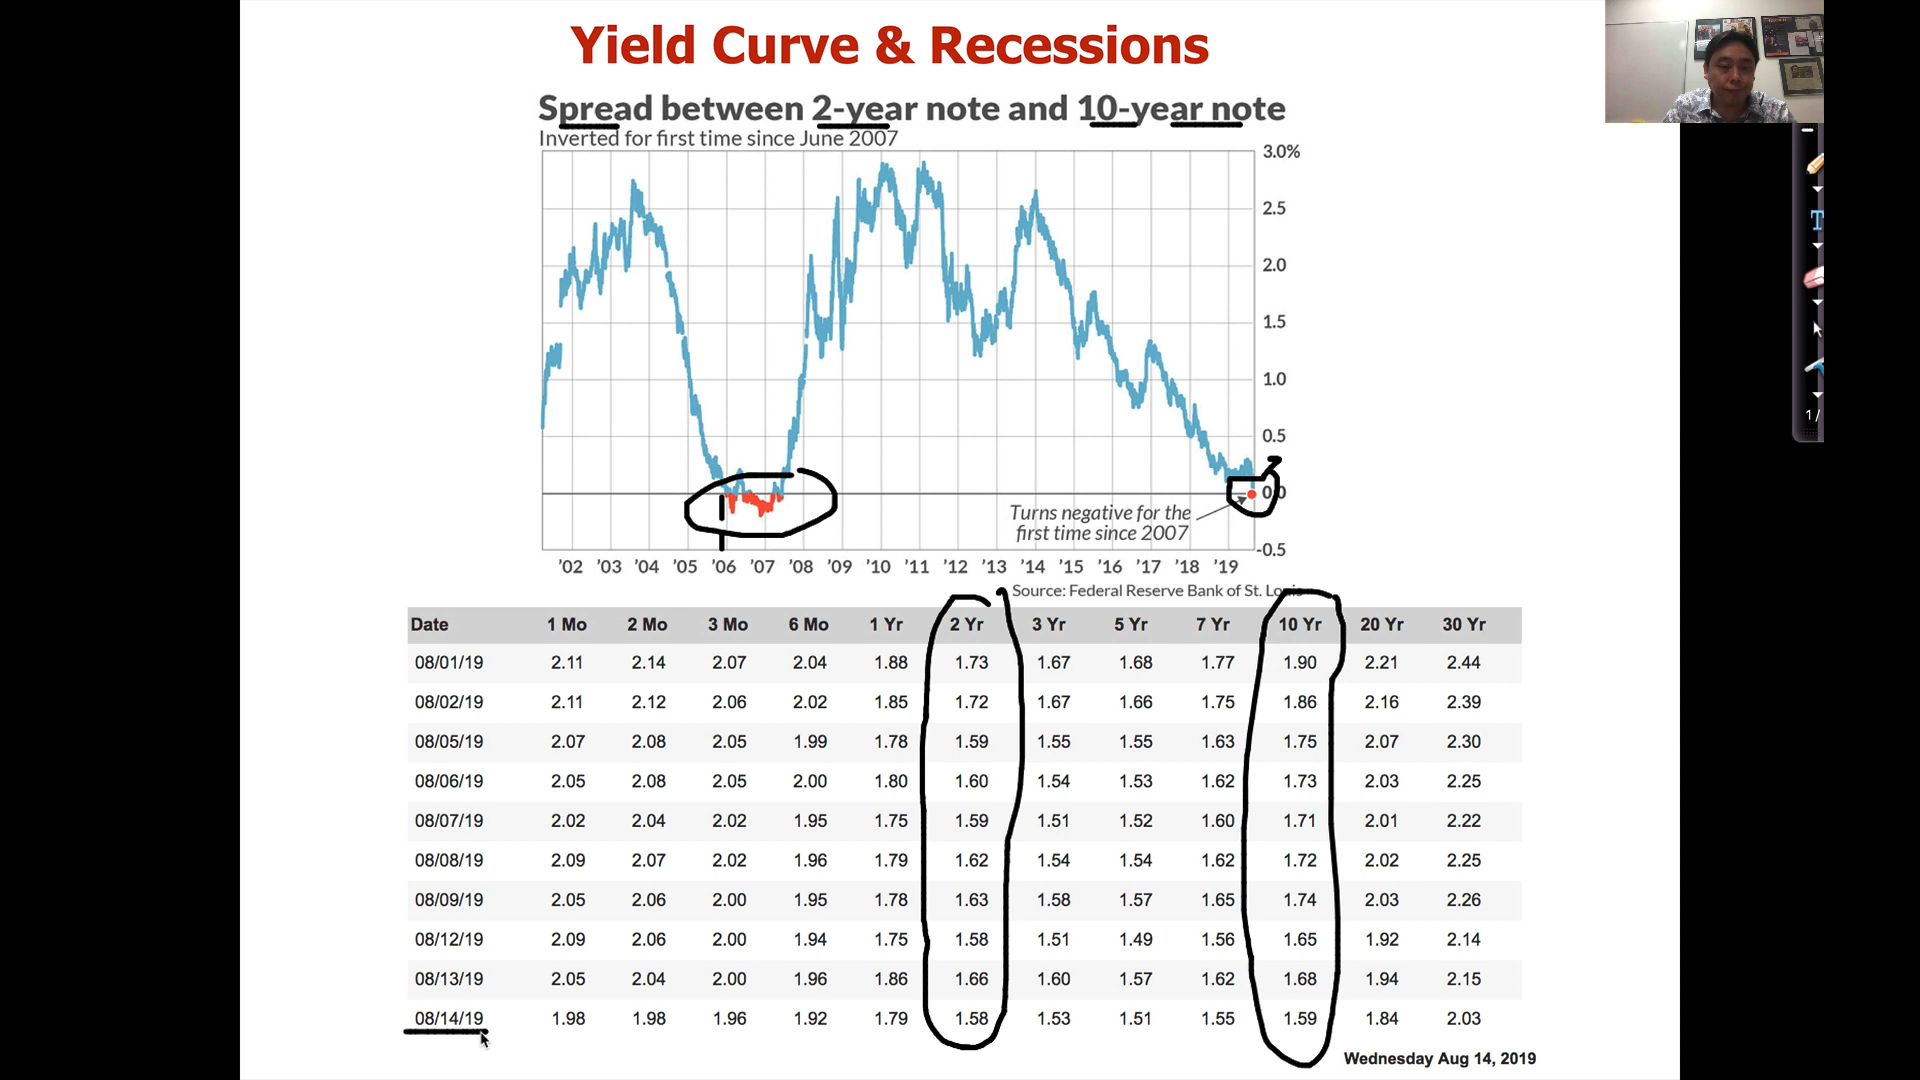 Yield Curve & Recessions
Spread between 2-year note and 10-year note
Inverted for first time since June 2007
3.0%
2.5
2.0
1.5
1.0
0.5
0.0
Turns negative for the
first time since 2007
-0.5
'02 '03 '04 '05 '06 '07 '08 '09 '10 '11 '12 '13 '14 '15 '16 '17 '18 '19
Source: Federal Reserve Bank of St. Louis
Date 1 Mo 2 Mo 3 Mo 6 Mo 1 Yr 2 Yr 3 Yr 5 Yr 7 Yr 10 Yr 20 Yr 30 Yr
08/01/19 2.11 2.14 2.07 2.04 1.88 1.73 1.67 1.68 1.77 1.90 2.21 2.44
08/02/19 2.11 2.12 2.06 2.02 1.85 1.72 1.67 1.66 1.75 1.86 2.16 2.39
08/05/19 2.07 2.08 2.05 1.99 1.78 1.59 1.55 1.55 1.63 1.75 2.07 2.30
08/06/19 2.05 2.08 2.05 2.00 1.80 1.60 1.54 1.53 1.62 1.73 2.03 2.25
08/07/19 2.02 2.04 2.02 1.95 1.75 1.59 1.51 1.52 1.60 1.71 2.01 2.22
08/08/19 2.09 2.07 2.02 1.96 1.79 1.62 1.54 1.54 1.62 1.72 2.02 2.25
08/09/19 2.05 2.06 2.00 1.95 1.78 1.63 1.58 1.57 1.65 1.74 2.03 2.26
08/12/19 2.09 2.06 2.00 1.94 1.75 1.58 1.51 1.49 1.56 1.65 1.92 2.14
08/13/19 2.05 2.04 2.00 1.96 1.86 1.66 1.60 1.57 1.62 1.68 1.94 2.15
08/14/19 1.98 1.98 1.96 1.92 1.79 1.58 1.53 1.51 1.55 1.59 1.84 2.03
Wednesday Aug 14, 2019
T
1/